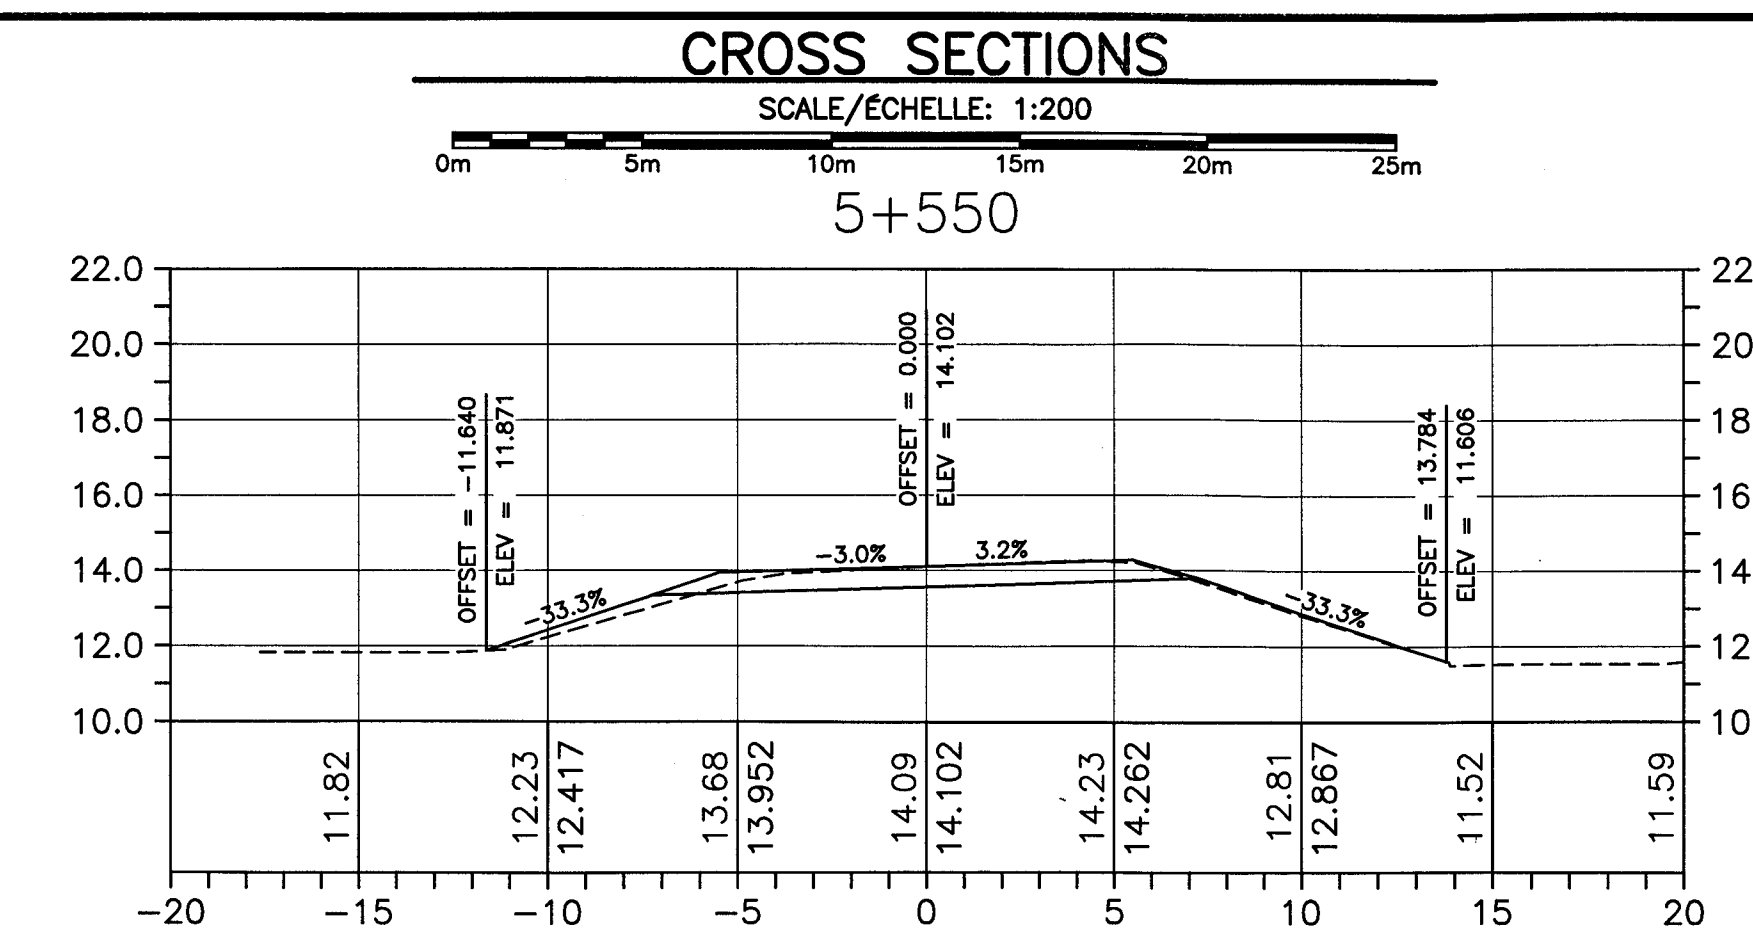 CROSS SECTIONS
SCALE/ÉCHELLE: 1:200
0m 5m 10m 15m 20m 25m
5+550
22.0 22
20.0 20
18.0 18
16.0 16
14.0 14
12.0 12
10.0 10
OFFSET = -11.640
ELEV = 11.871
OFFSET = 0.000
ELEV = 14.102
OFFSET = 13.784
ELEV = 11.606
-33.3% -3.0% 3.2% -33.3%
11.82
12.23
12.417
13.68
13.952
14.09
14.102
14.23
14.262
12.81
12.867
11.52
11.59
-20 -15 -10 -5 0 5 10 15 20